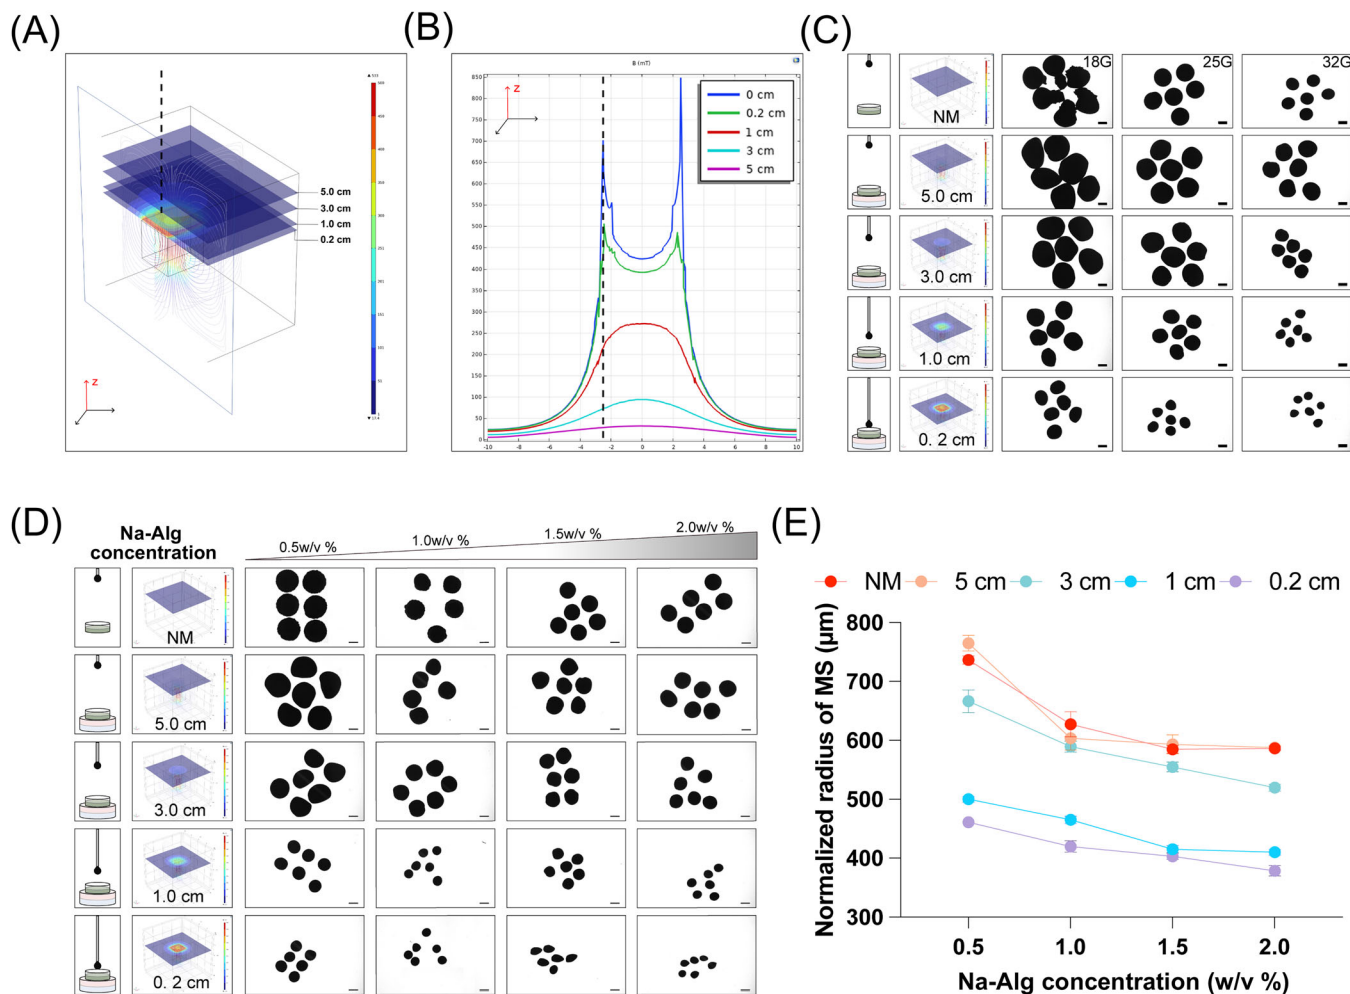 (A)
z
5.0 cm
3.0 cm
1.0 cm
0.2 cm
z
(B)
B (mT)
850
800
750
700
650
600
550
500
450
400
350
300
250
200
150
100
50
0
-10
-8
-6
-4
-2
0
2
4
6
8
10
z
0 cm
0.2 cm
1 cm
3 cm
5 cm
(C)
18G
25G
32G
NM
5.0 cm
3.0 cm
1.0 cm
0. 2 cm
(D)
Na-Alg
concentration
0.5w/v %
1.0w/v %
1.5w/v %
2.0w/v %
NM
5.0 cm
3.0 cm
1.0 cm
0. 2 cm
(E)
NM
5 cm
3 cm
1 cm
0.2 cm
Normalized radius of MS (μm)
800
700
600
500
400
300
0.5
1.0
1.5
2.0
Na-Alg concentration (w/v %)